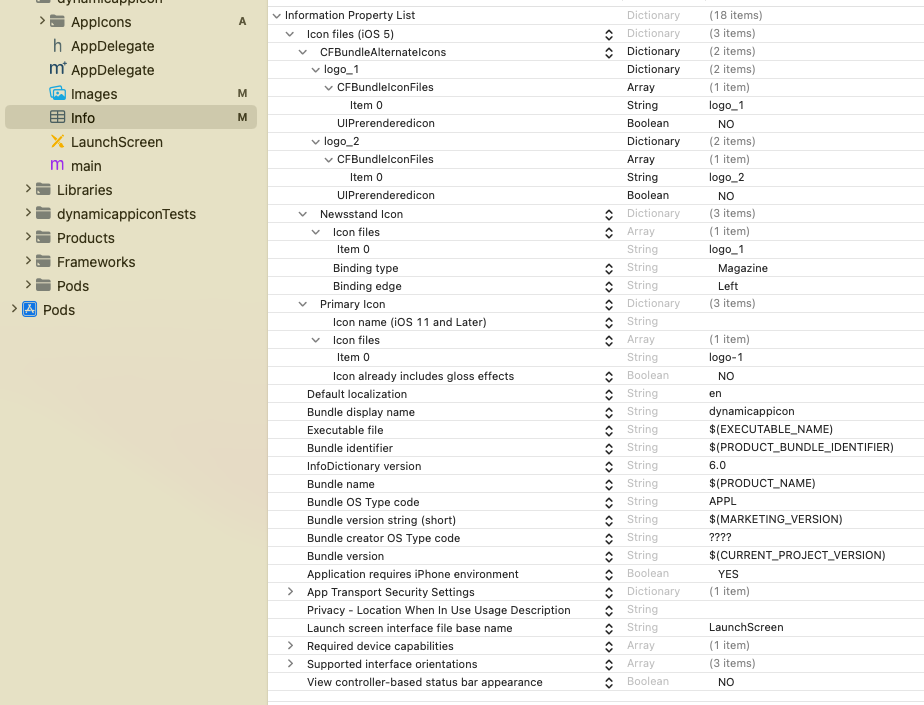 dynamicappicon
AppIcons A
h AppDelegate
m+ AppDelegate
Images M
Info M
LaunchScreen
m main
Libraries
dynamicappiconTests
Products
Frameworks
Pods
Pods
Information Property List Dictionary (18 items)
Icon files (iOS 5) Dictionary (3 items)
CFBundleAlternateIcons Dictionary (2 items)
logo_1 Dictionary (2 items)
CFBundleIconFiles Array (1 item)
Item 0 String logo_1
UIPrerenderedicon Boolean NO
logo_2 Dictionary (2 items)
CFBundleIconFiles Array (1 item)
Item 0 String logo_2
UIPrerenderedicon Boolean NO
Newsstand Icon Dictionary (3 items)
Icon files Array (1 item)
Item 0 String logo_1
Binding type String Magazine
Binding edge String Left
Primary Icon Dictionary (3 items)
Icon name (iOS 11 and Later) String
Icon files Array (1 item)
Item 0 String logo-1
Icon already includes gloss effects Boolean NO
Default localization String en
Bundle display name String dynamicappicon
Executable file String $(EXECUTABLE_NAME)
Bundle identifier String $(PRODUCT_BUNDLE_IDENTIFIER)
InfoDictionary version String 6.0
Bundle name String $(PRODUCT_NAME)
Bundle OS Type code String APPL
Bundle version string (short) String $(MARKETING_VERSION)
Bundle creator OS Type code String ????
Bundle version String $(CURRENT_PROJECT_VERSION)
Application requires iPhone environment Boolean YES
App Transport Security Settings Dictionary (1 item)
Privacy - Location When In Use Usage Description String
Launch screen interface file base name String LaunchScreen
Required device capabilities Array (1 item)
Supported interface orientations Array (3 items)
View controller-based status bar appearance Boolean NO